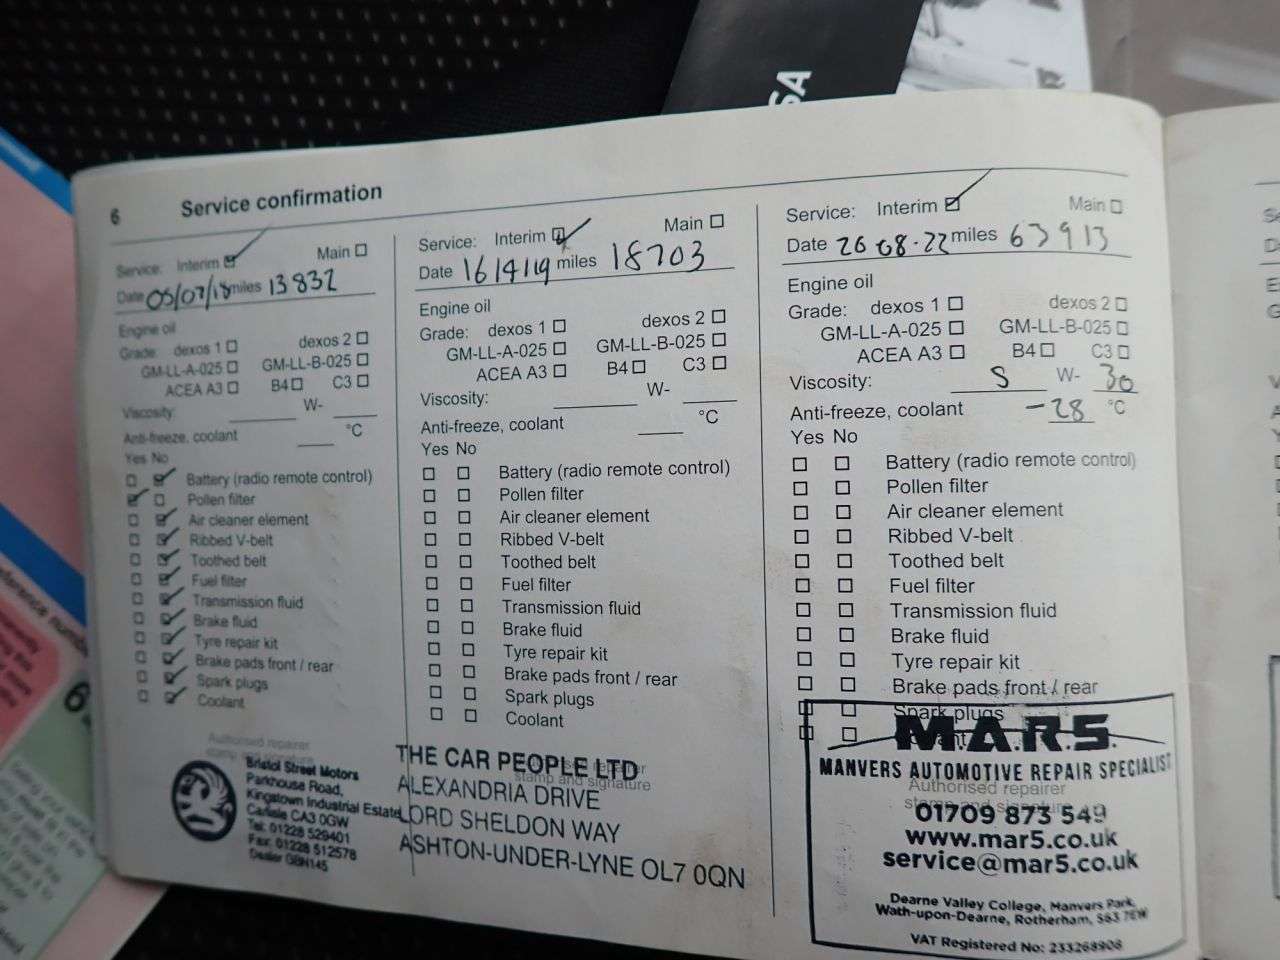 SA
6 Service confirmation
Service: Interim Main
Date 05/07/18 miles 13832
Engine oil
Grade: dexos 1 dexos 2
GM-LL-A-025 GM-LL-B-025
ACEA A3 B4 C3
Viscosity: W-
Anti-freeze, coolant °C
Yes No
Battery (radio remote control)
Pollen filter
Air cleaner element
Ribbed V-belt
Toothed belt
Fuel filter
Transmission fluid
Brake fluid
Tyre repair kit
Brake pads front / rear
Spark plugs
Coolant
Authorised repairer
stamp and signature
Bristol Street Motors
Parkhouse Road,
Kingstown Industrial Estate
Carlisle CA3 0GW
Tel: 01228 529401
Fax: 01228 512578
Dealer GBN145
Service: Interim Main
Date 16/4/19 miles 18703
Engine oil
Grade: dexos 1 dexos 2
GM-LL-A-025 GM-LL-B-025
ACEA A3 B4 C3
Viscosity: W-
Anti-freeze, coolant °C
Yes No
Battery (radio remote control)
Pollen filter
Air cleaner element
Ribbed V-belt
Toothed belt
Fuel filter
Transmission fluid
Brake fluid
Tyre repair kit
Brake pads front / rear
Spark plugs
Coolant
stamp and signature
THE CAR PEOPLE LTD
ALEXANDRIA DRIVE
LORD SHELDON WAY
ASHTON-UNDER-LYNE OL7 0QN
Service: Interim Main
Date 26 08.22 miles 63913
Engine oil
Grade: dexos 1 dexos 2
GM-LL-A-025 GM-LL-B-025
ACEA A3 B4 C3
Viscosity: 5 W- 30
Anti-freeze, coolant -28 °C
Yes No
Battery (radio remote control)
Pollen filter
Air cleaner element
Ribbed V-belt
Toothed belt
Fuel filter
Transmission fluid
Brake fluid
Tyre repair kit
Brake pads front / rear
Spark plugs
M.A.R.5.
MANVERS AUTOMOTIVE REPAIR SPECIALIST
Authorised repairer
01709 873 549
www.mar5.co.uk
service@mar5.co.uk
Dearne Valley College, Manvers Park,
Wath-upon-Dearne, Rotherham, S63 7EW
VAT Registered No: 233268908